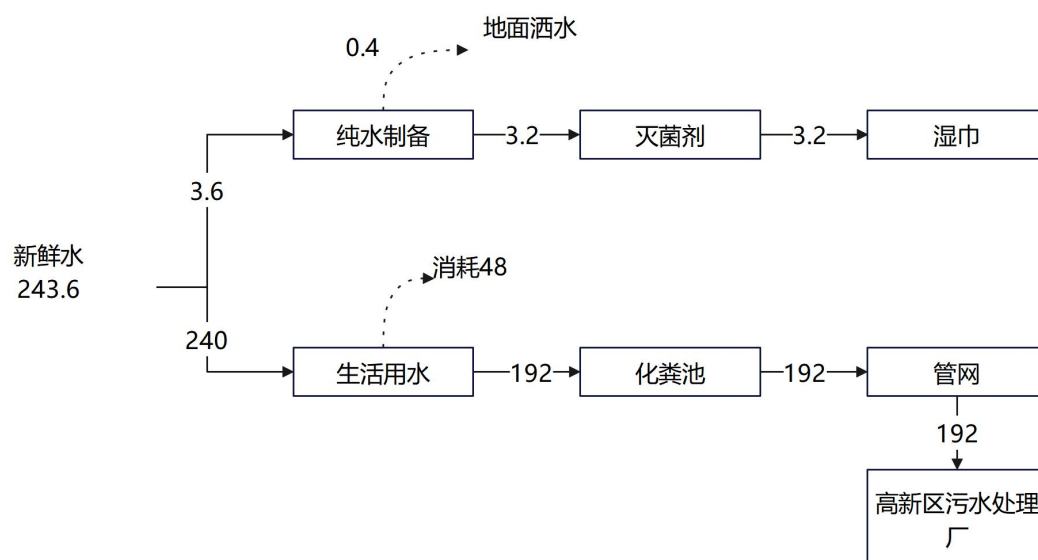 地面洒水
0.4
纯水制备
3.2
灭菌剂
3.2
湿巾
3.6
新鲜水
243.6
消耗48
240
生活用水
192
化粪池
192
管网
192
高新区污水处理
厂